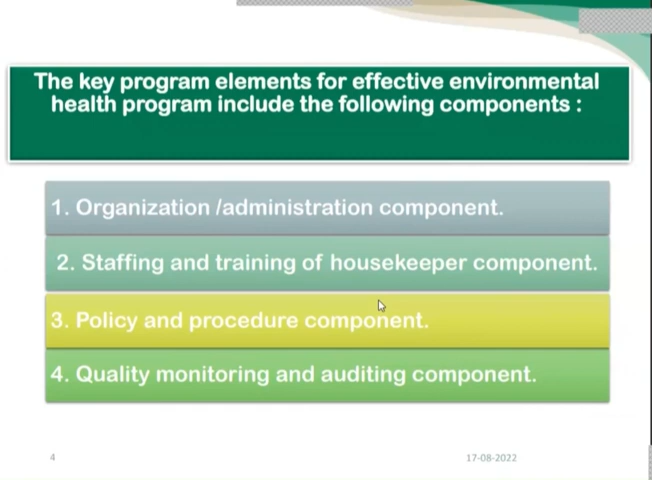 The key program elements for effective environmental
health program include the following components :
1. Organization /administration component.
2. Staffing and training of housekeeper component.
3. Policy and procedure component.
4. Quality monitoring and auditing component.
4
17-08-2022